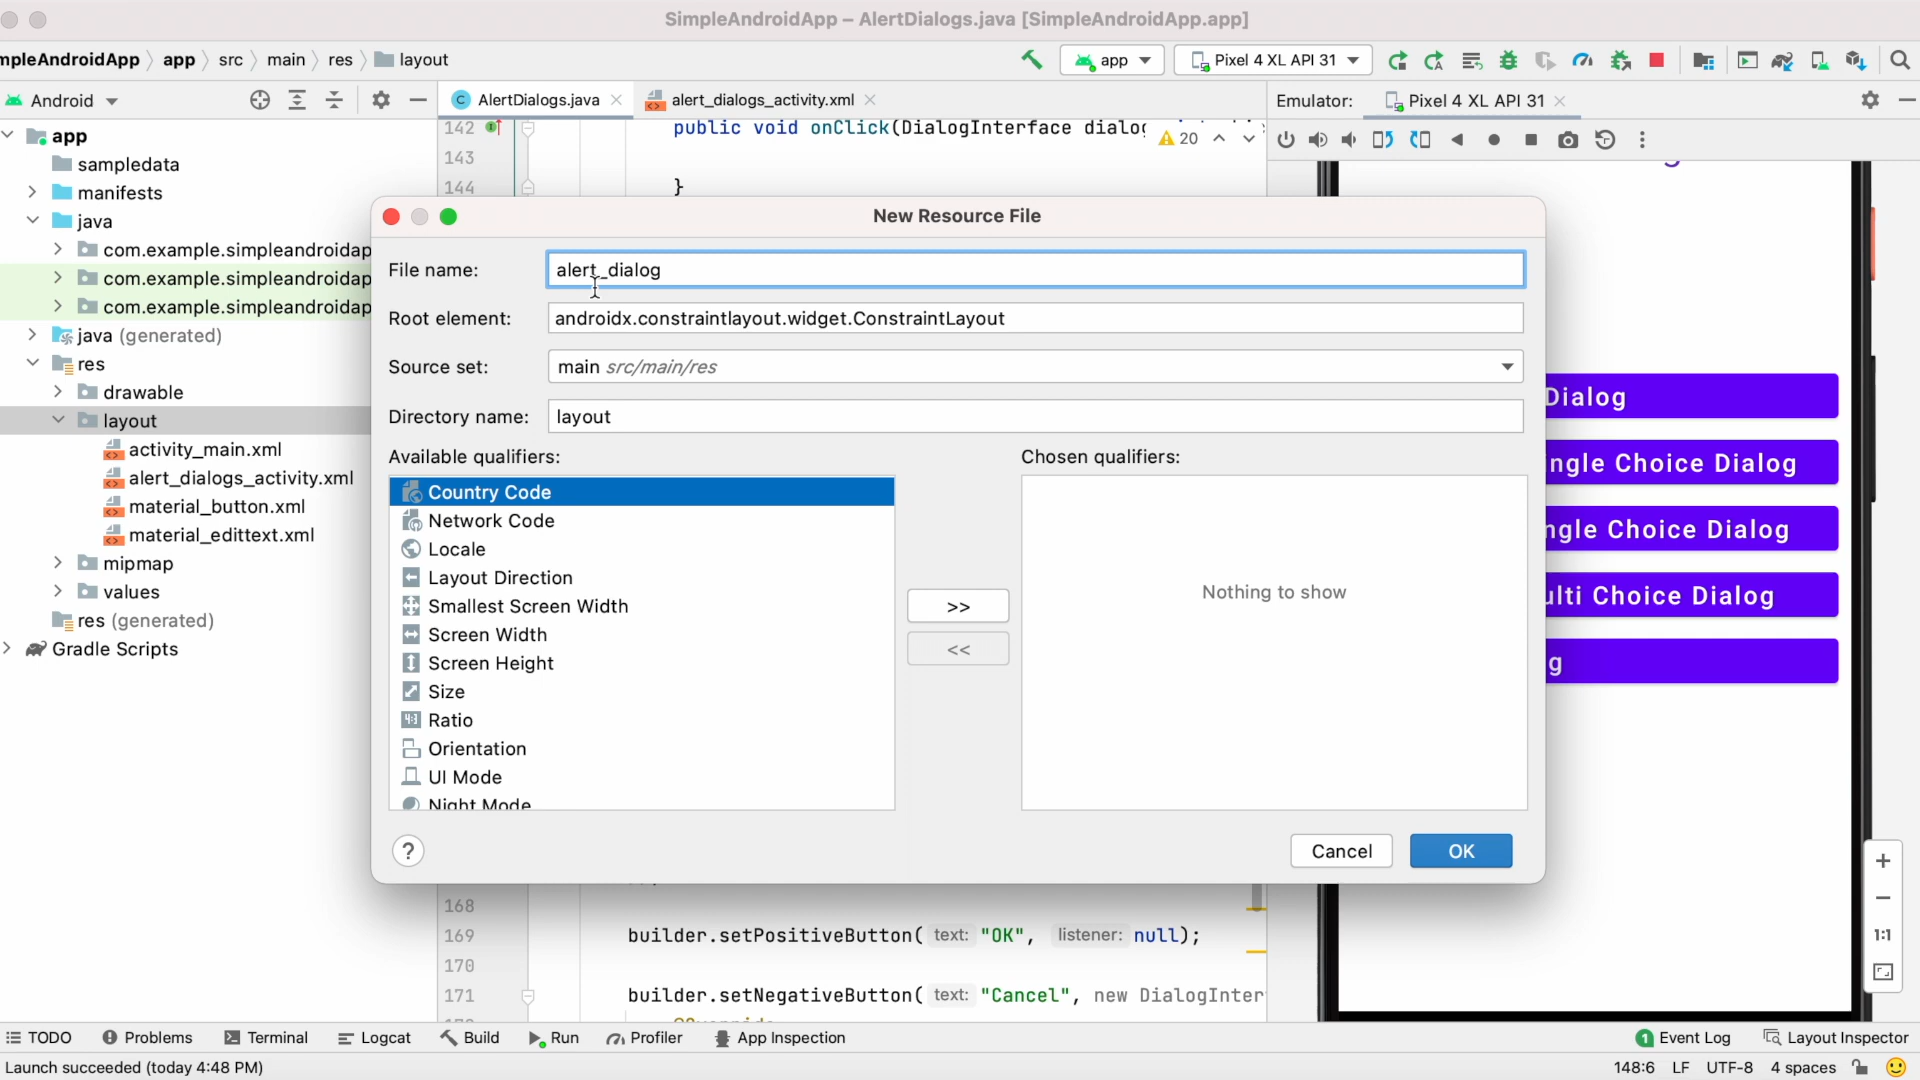 SimpleAndroidApp – AlertDialogs.java [SimpleAndroidApp.app]
mpleAndroidApp app src main res layout
app Pixel 4 XL API 31
Android
AlertDialogs.java
alert_dialogs_activity.xml
Emulator: Pixel 4 XL API 31
app
sampledata
manifests
java
com.example.simpleandroidap
com.example.simpleandroidap
com.example.simpleandroidap
java (generated)
res
drawable
layout
activity_main.xml
alert_dialogs_activity.xml
material_button.xml
material_edittext.xml
mipmap
values
res (generated)
Gradle Scripts
142 public void onClick(DialogInterface dialog
20
143
144 }
New Resource File
File name: alert_dialog
Root element: androidx.constraintlayout.widget.ConstraintLayout
Source set: main src/main/res
Directory name: layout
Available qualifiers:
Country Code
Network Code
Locale
Layout Direction
Smallest Screen Width
Screen Width
Screen Height
Size
Ratio
Orientation
UI Mode
Night Mode
>>
<<
Chosen qualifiers:
Nothing to show
?
Cancel
OK
Dialog
ngle Choice Dialog
ngle Choice Dialog
ulti Choice Dialog
g
168
169 builder.setPositiveButton( text: "OK", listener: null);
170
171 builder.setNegativeButton( text: "Cancel", new DialogInter
+
−
1:1
TODO Problems Terminal Logcat Build Run Profiler App Inspection
1 Event Log Layout Inspector
Launch succeeded (today 4:48 PM)
148:6 LF UTF-8 4 spaces